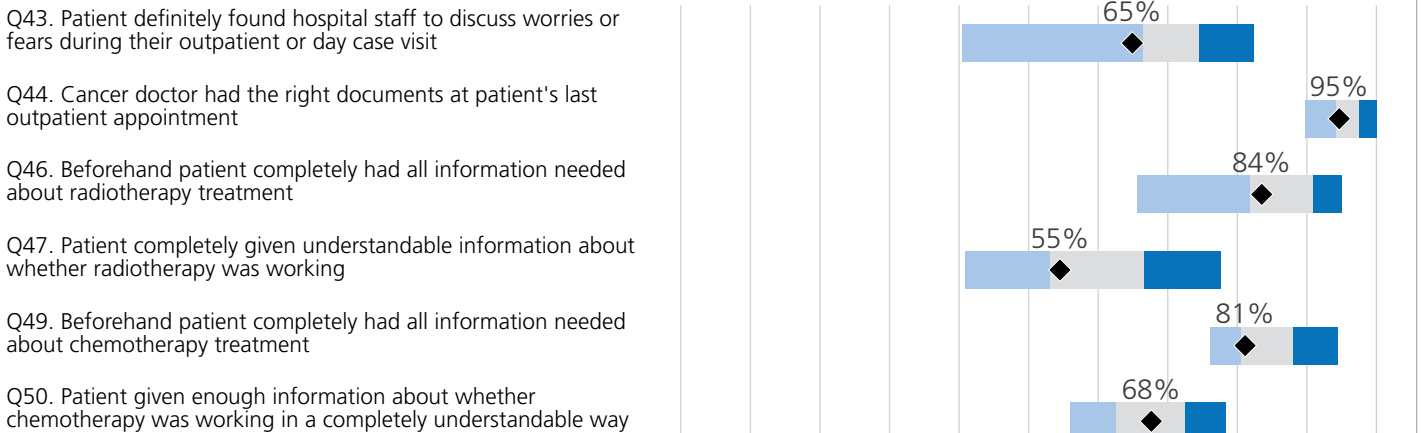 Q43. Patient definitely found hospital staff to discuss worries or
fears during their outpatient or day case visit
65%
Q44. Cancer doctor had the right documents at patient's last
outpatient appointment
95%
Q46. Beforehand patient completely had all information needed
about radiotherapy treatment
84%
Q47. Patient completely given understandable information about
whether radiotherapy was working
55%
Q49. Beforehand patient completely had all information needed
about chemotherapy treatment
81%
Q50. Patient given enough information about whether
chemotherapy was working in a completely understandable way
68%